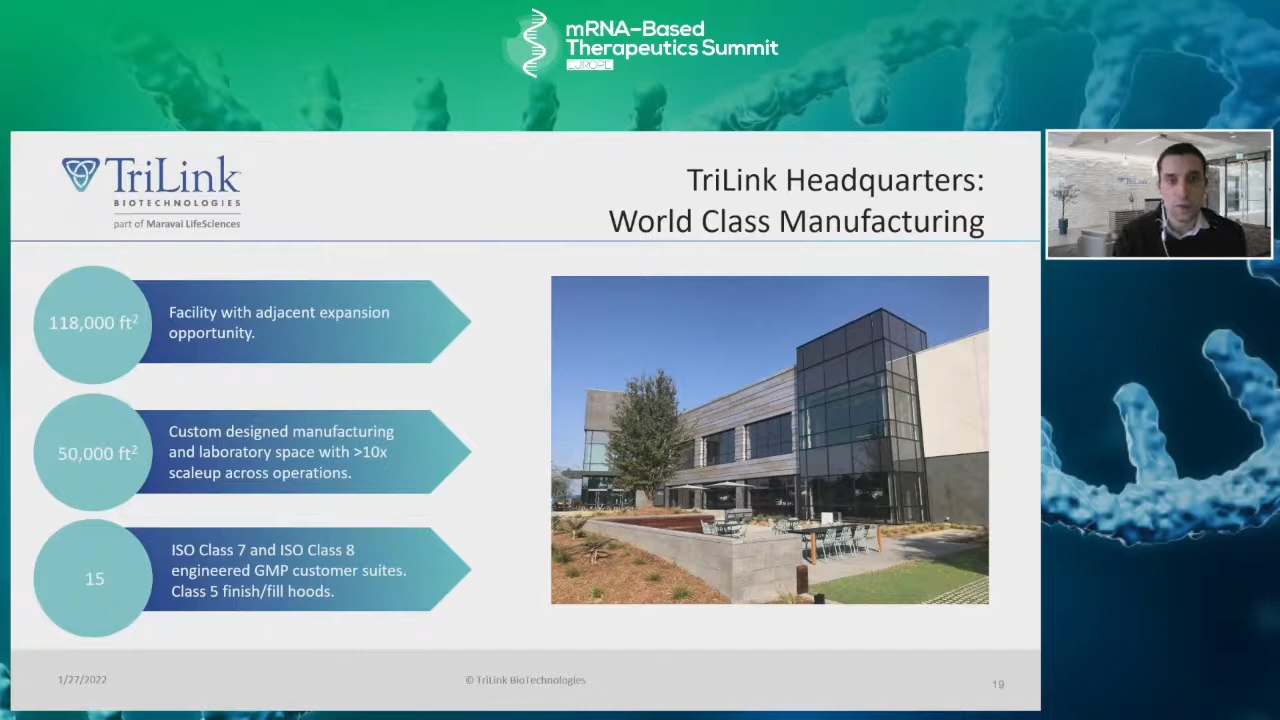 mRNA-Based
Therapeutics Summit
EUROPE
TriLink
BIOTECHNOLOGIES
part of Maravai LifeSciences
TriLink Headquarters:
World Class Manufacturing
118,000 ft²
Facility with adjacent expansion
opportunity.
50,000 ft²
Custom designed manufacturing
and laboratory space with >10x
scaleup across operations.
15
ISO Class 7 and ISO Class 8
engineered GMP customer suites.
Class 5 finish/fill hoods.
1/27/2022
© TriLink BioTechnologies
19